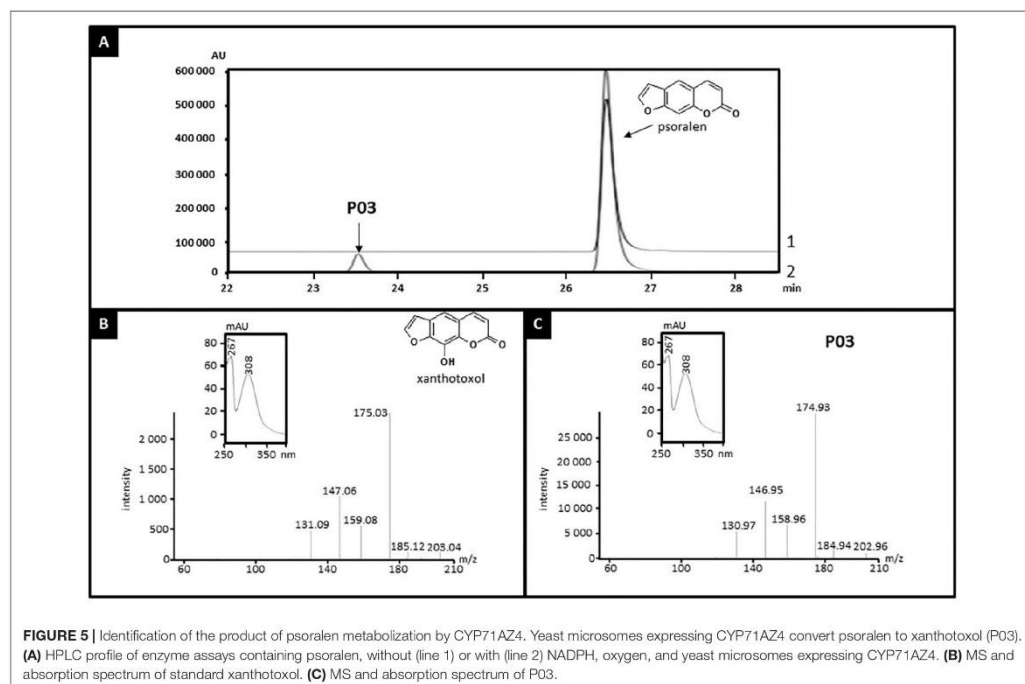 A
AU
600 000
500 000
400 000
300 000
200 000
100 000
0
22 23 24 25 26 27 28 min
P03
psoralen
O O O
1
2
B
mAU
80
60
40
20
0
267
308
250 350 nm
O O O
OH
xanthotoxol
intensity
2 000
1 500
1 000
500
0
131.09
147.06
159.08
175.03
185.12
203.04
m/z
60 100 140 180 210
C
mAU
80
60
40
20
0
267
308
250 350 nm
P03
intensity
25 000
20 000
15 000
10 000
5 000
0
130.97
146.95
158.96
174.93
184.94
202.96
m/z
60 100 140 180 210
FIGURE 5 | Identification of the product of psoralen metabolization by CYP71AZ4. Yeast microsomes expressing CYP71AZ4 convert psoralen to xanthotoxol (P03).
(A) HPLC profile of enzyme assays containing psoralen, without (line 1) or with (line 2) NADPH, oxygen, and yeast microsomes expressing CYP71AZ4. (B) MS and
absorption spectrum of standard xanthotoxol. (C) MS and absorption spectrum of P03.